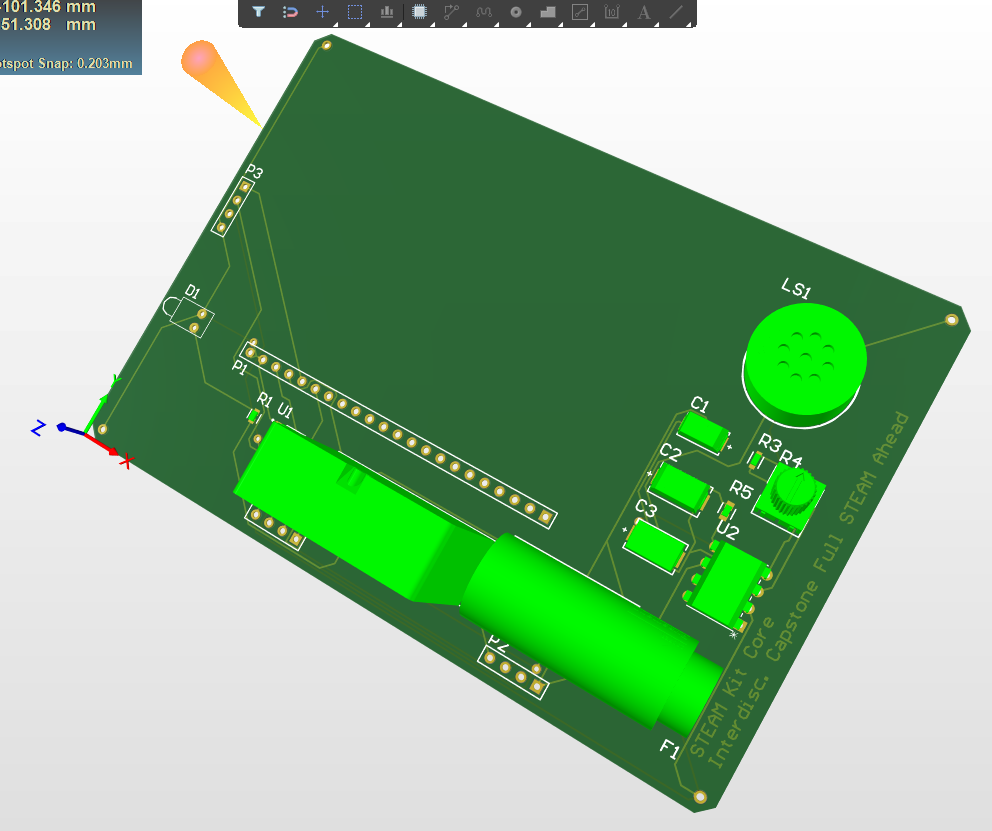 -101.346 mm
51.308 mm
otspot Snap: 0.203mm
P3
D1
LS1
P1
R1 U1
C1
C2
C3
R3
R4
R5
U2
P2
F1
STEAM Kit Core
Interdisc. Capstone Full STEAM Ahead
Y
Z
X
A